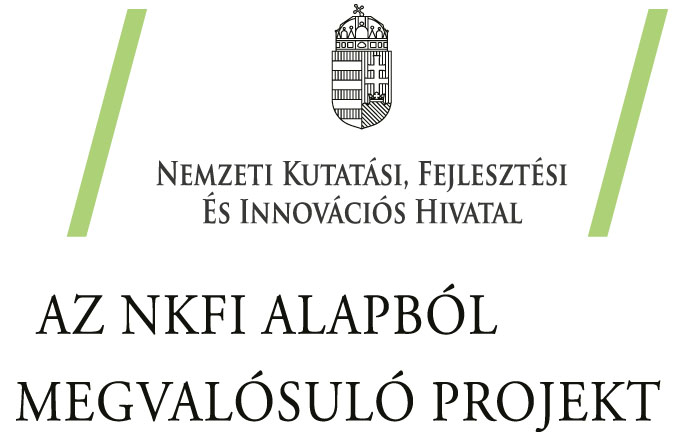 NEMZETI KUTATÁSI, FEJLESZTÉSI
ÉS INNOVÁCIÓS HIVATAL
AZ NKFI ALAPBÓL
MEGVALÓSULÓ PROJEKT